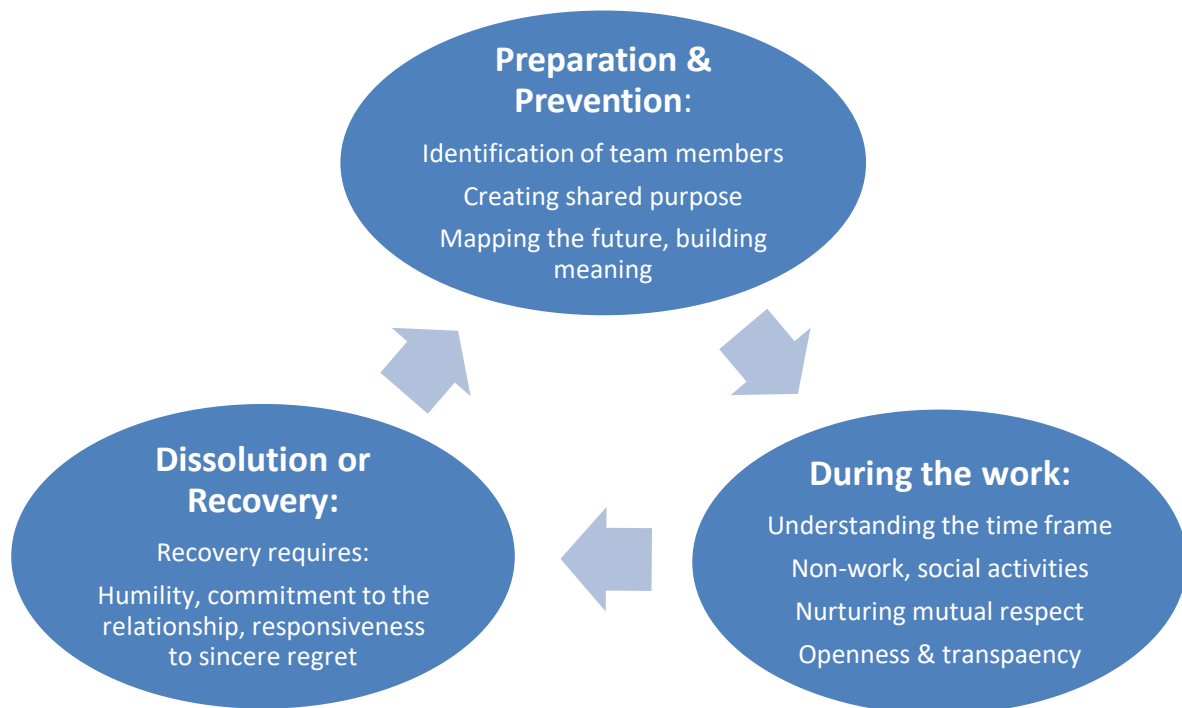 Preparation &
Prevention:
Identification of team members
Creating shared purpose
Mapping the future, building
meaning
During the work:
Understanding the time frame
Non-work, social activities
Nurturing mutual respect
Openness & transpaency
Dissolution or
Recovery:
Recovery requires:
Humility, commitment to the
relationship, responsiveness
to sincere regret